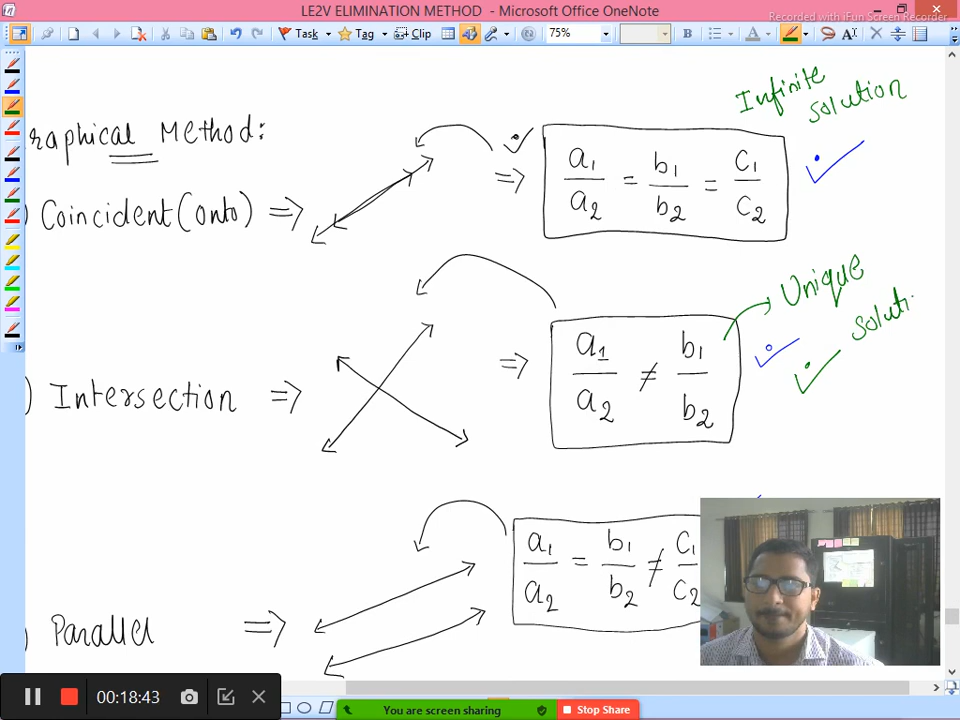 LE2V ELIMINATION METHOD - Microsoft Office OneNote
Recorded with iFun Screen Recorder
Task Tag Clip 75% B A A
Infinite
solution
raphical Method:
a1/a2 = b1/b2 = c1/c2
) Coincident(onto) =>
=>
Unique
soluti
a1/a2 ≠ b1/b2
) Intersection =>
=>
a1/a2 = b1/b2 ≠ c1/c2
) Parallel =>
00:18:43
You are screen sharing
Stop Share